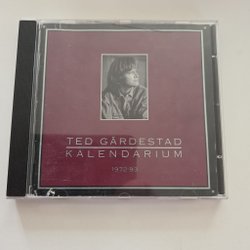 TED GÄRDESTAD
KALENDARIUM
1972-93